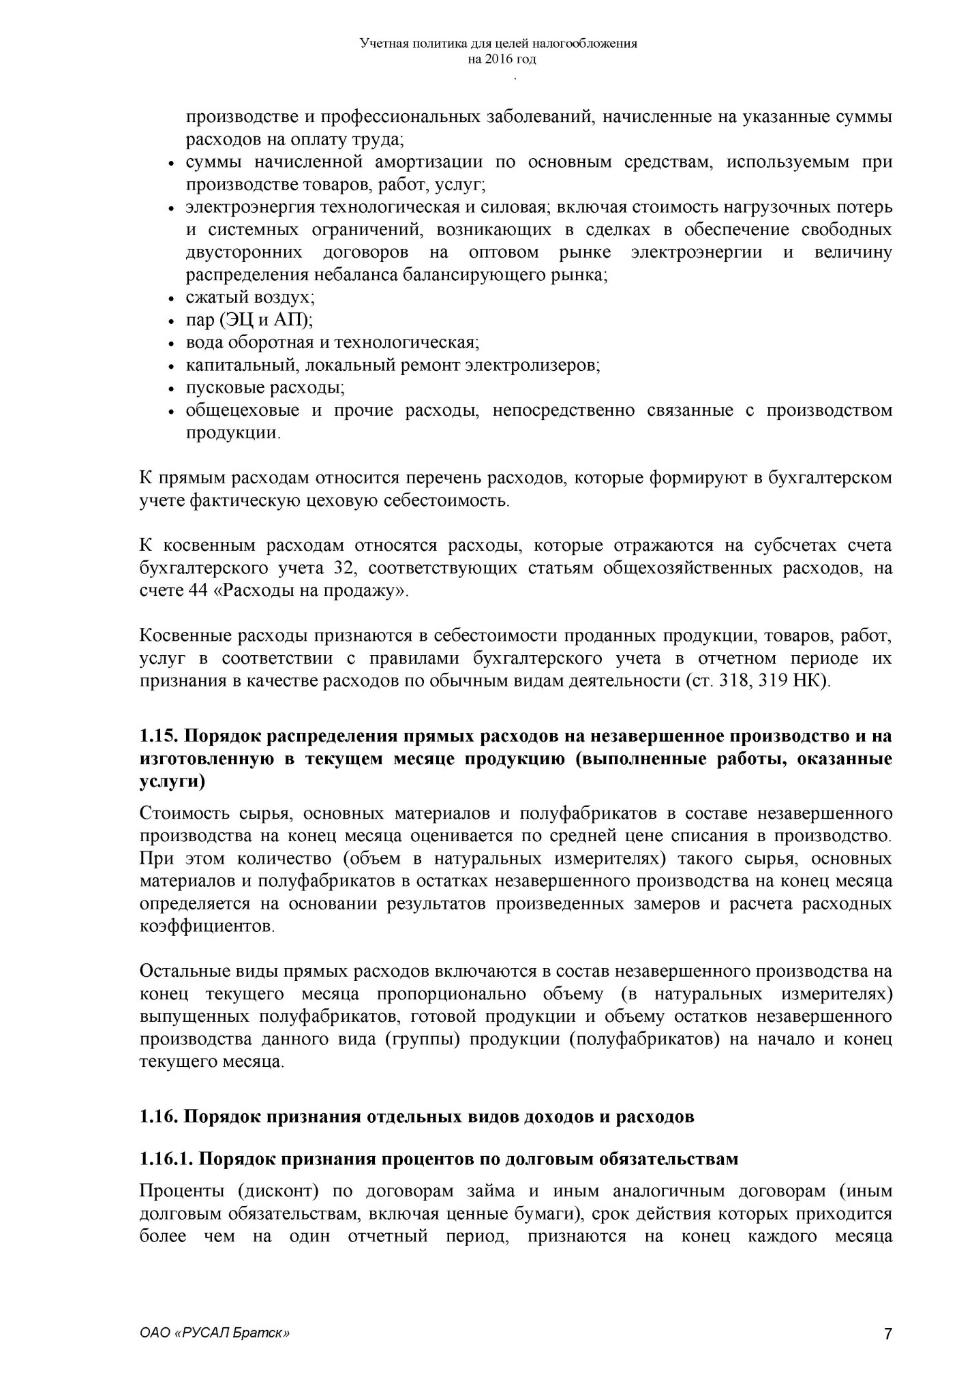 Учетная политика для целей налогообложения
на 2016 год
.
производстве и профессиональных заболеваний, начисленные на указанные суммы
расходов на оплату труда;
• суммы начисленной амортизации по основным средствам, используемым при
производстве товаров, работ, услуг;
• электроэнергия технологическая и силовая; включая стоимость нагрузочных потерь
и системных ограничений, возникающих в сделках в обеспечение свободных
двусторонних договоров на оптовом рынке электроэнергии и величину
распределения небаланса балансирующего рынка;
• сжатый воздух;
• пар (ЭЦ и АП);
• вода оборотная и технологическая;
• капитальный, локальный ремонт электролизеров;
• пусковые расходы;
• общецеховые и прочие расходы, непосредственно связанные с производством
продукции.
К прямым расходам относится перечень расходов, которые формируют в бухгалтерском
учете фактическую цеховую себестоимость.
К косвенным расходам относятся расходы, которые отражаются на субсчетах счета
бухгалтерского учета 32, соответствующих статьям общехозяйственных расходов, на
счете 44 «Расходы на продажу».
Косвенные расходы признаются в себестоимости проданных продукции, товаров, работ,
услуг в соответствии с правилами бухгалтерского учета в отчетном периоде их
признания в качестве расходов по обычным видам деятельности (ст. 318, 319 НК).
1.15. Порядок распределения прямых расходов на незавершенное производство и на
изготовленную в текущем месяце продукцию (выполненные работы, оказанные
услуги)
Стоимость сырья, основных материалов и полуфабрикатов в составе незавершенного
производства на конец месяца оценивается по средней цене списания в производство.
При этом количество (объем в натуральных измерителях) такого сырья, основных
материалов и полуфабрикатов в остатках незавершенного производства на конец месяца
определяется на основании результатов произведенных замеров и расчета расходных
коэффициентов.
Остальные виды прямых расходов включаются в состав незавершенного производства на
конец текущего месяца пропорционально объему (в натуральных измерителях)
выпущенных полуфабрикатов, готовой продукции и объему остатков незавершенного
производства данного вида (группы) продукции (полуфабрикатов) на начало и конец
текущего месяца.
1.16. Порядок признания отдельных видов доходов и расходов
1.16.1. Порядок признания процентов по долговым обязательствам
Проценты (дисконт) по договорам займа и иным аналогичным договорам (иным
долговым обязательствам, включая ценные бумаги), срок действия которых приходится
более чем на один отчетный период, признаются на конец каждого месяца
ОАО «РУСАЛ Братск»
7